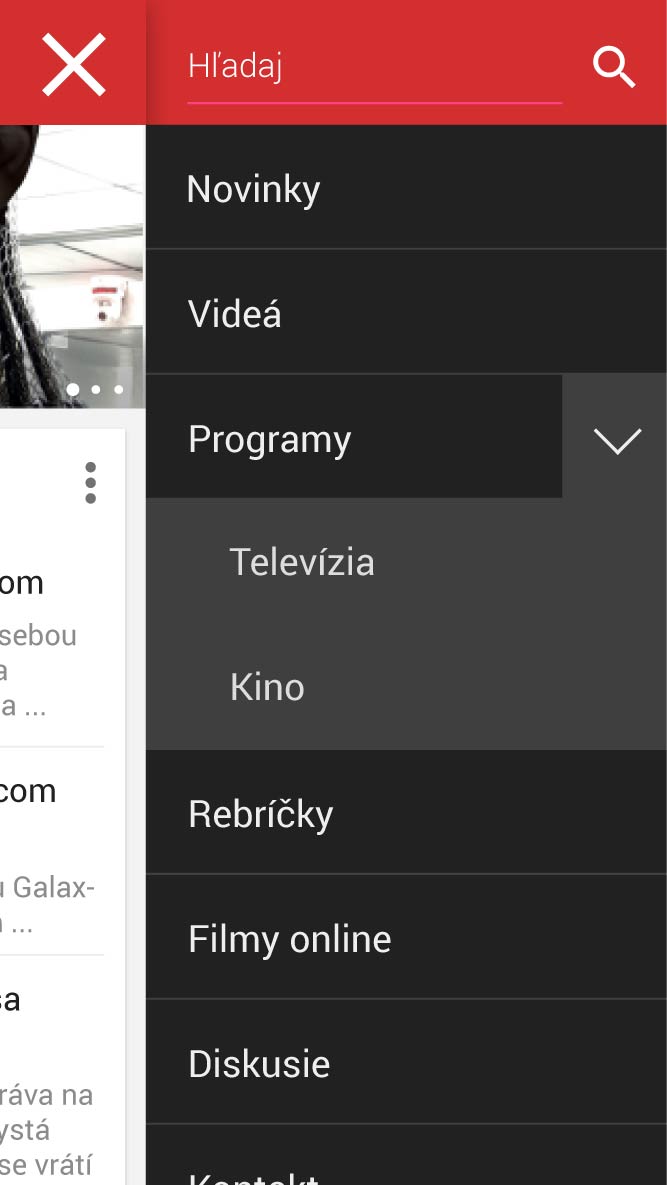 Hľadaj
Novinky
Videá
Programy
Televízia
Kino
Rebríčky
Filmy online
Diskusie
Kontakt
om
sebou
a
a ...
com
u Galax-
...
sa
ráva na
ystá
se vrátí